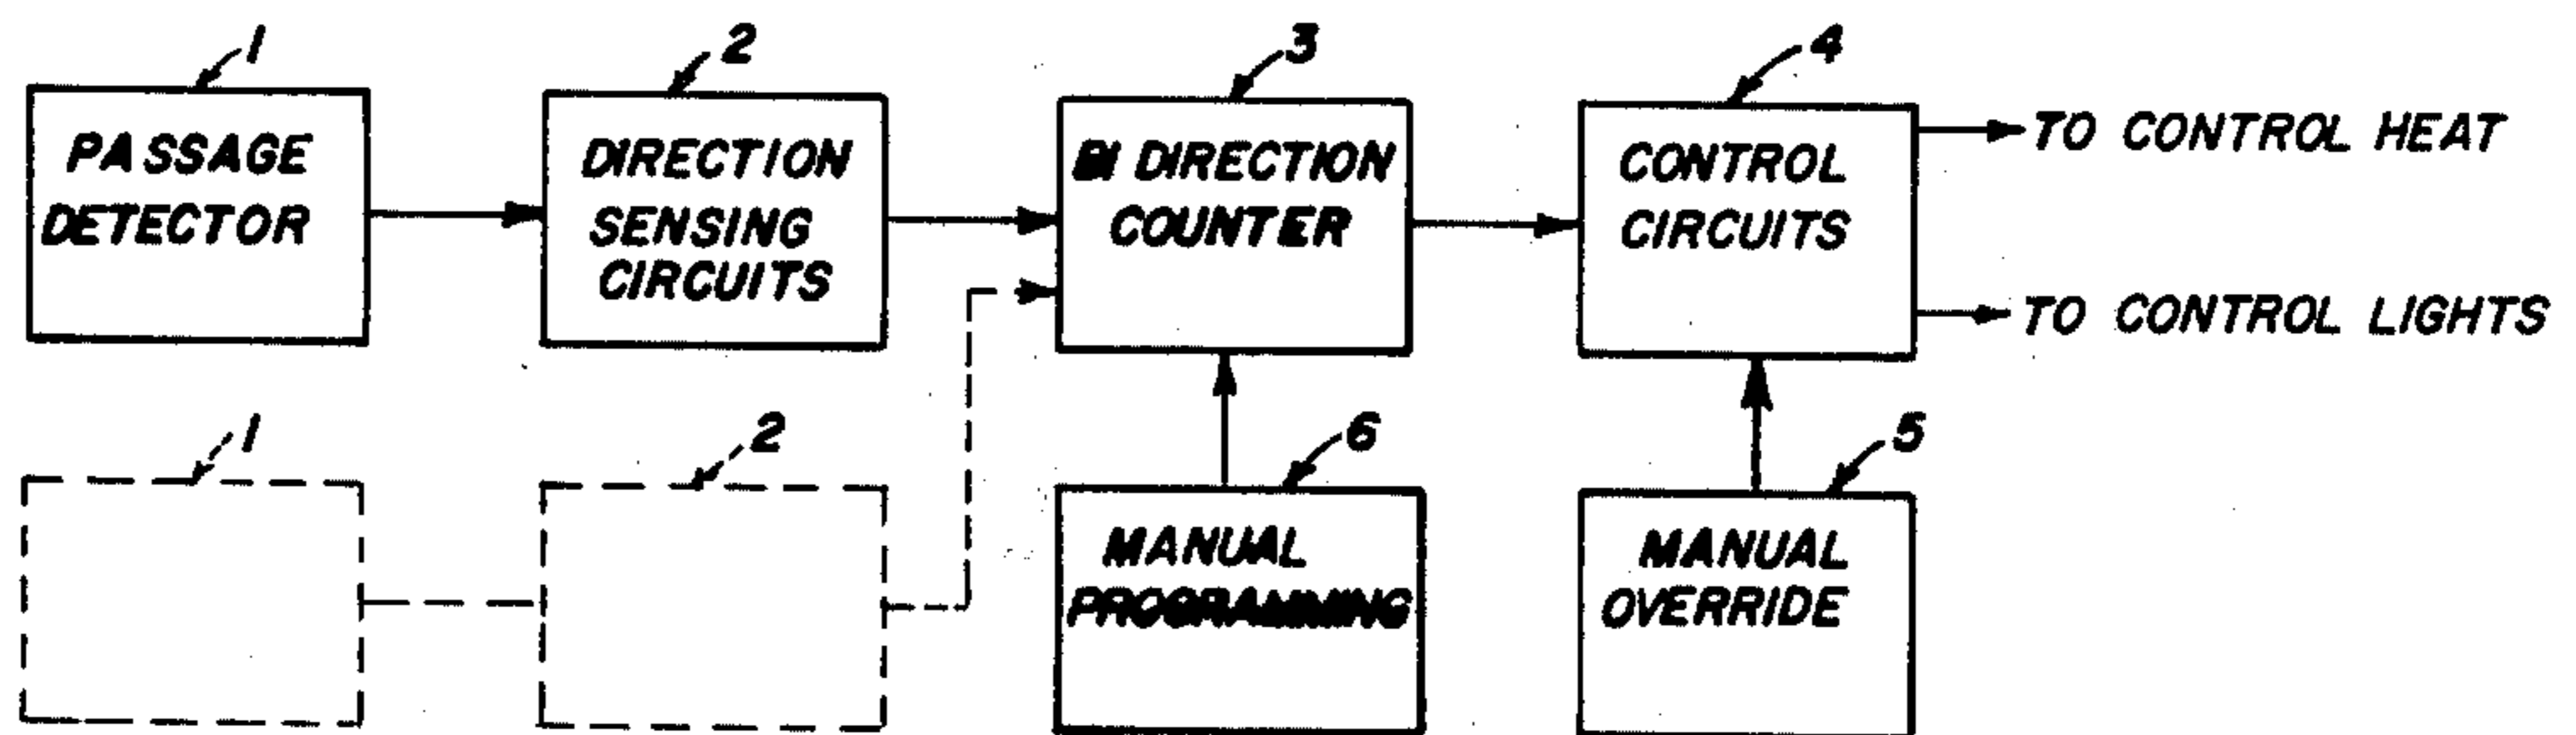 1
2
3
4
PASSAGE
DETECTOR
DIRECTION
SENSING
CIRCUITS
BI DIRECTION
COUNTER
CONTROL
CIRCUITS
TO CONTROL HEAT
TO CONTROL LIGHTS
1
2
6
5
MANUAL
PROGRAMMING
MANUAL
OVERRIDE